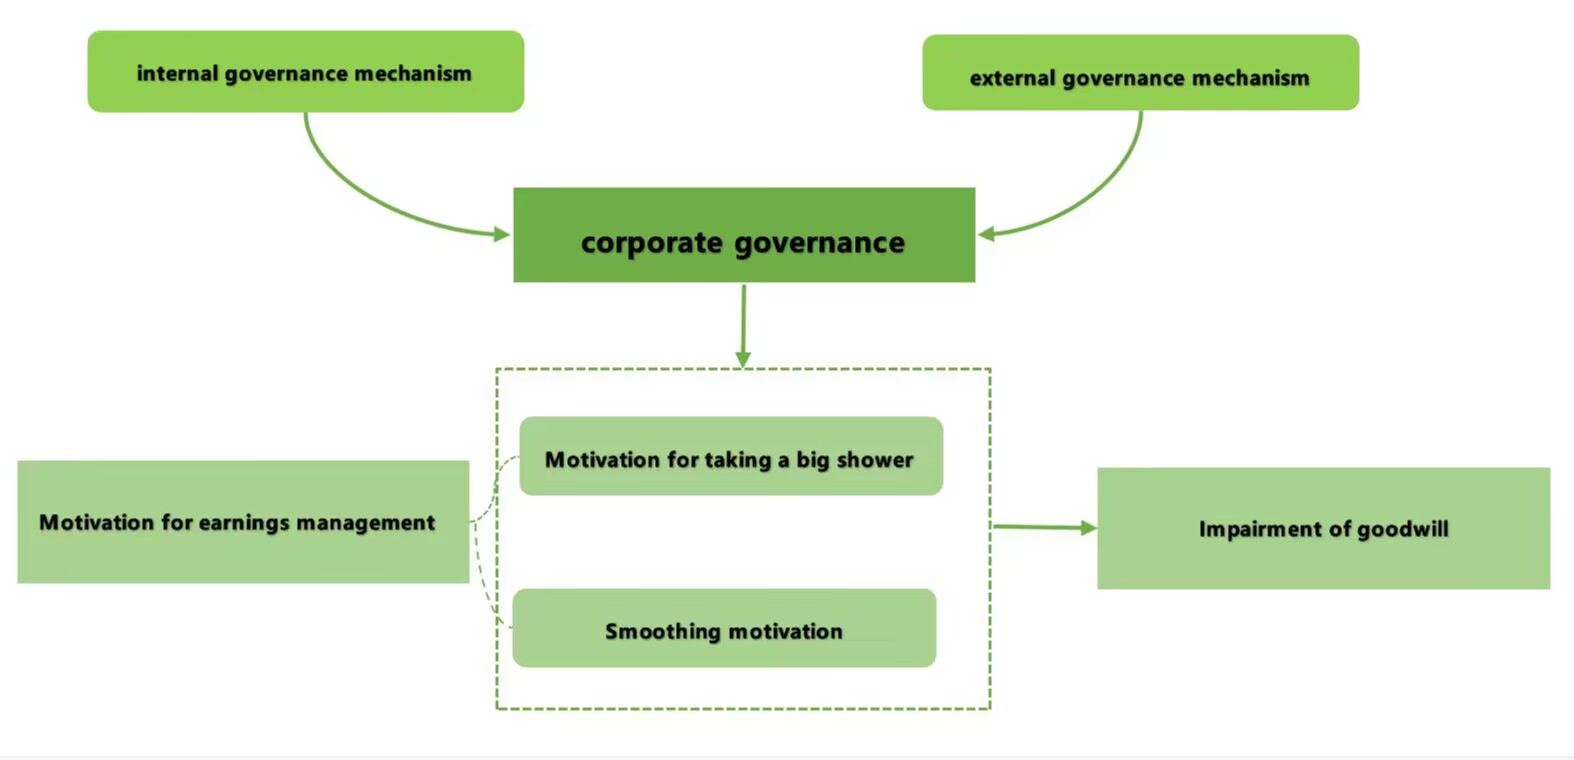 internal governance mechanism
external governance mechanism
corporate governance
Motivation for taking a big shower
Motivation for earnings management
Impairment of goodwill
Smoothing motivation